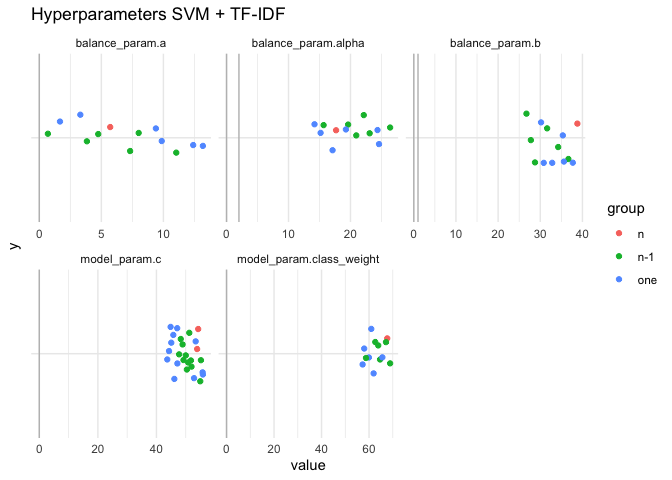 Hyperparameters SVM + TF-IDF
balance_param.a
balance_param.alpha
balance_param.b
0 5 10
0 10 20
0 10 20 30 40
y
model_param.c
model_param.class_weight
0 20 40
0 20 40 60
value
group
n
n-1
one